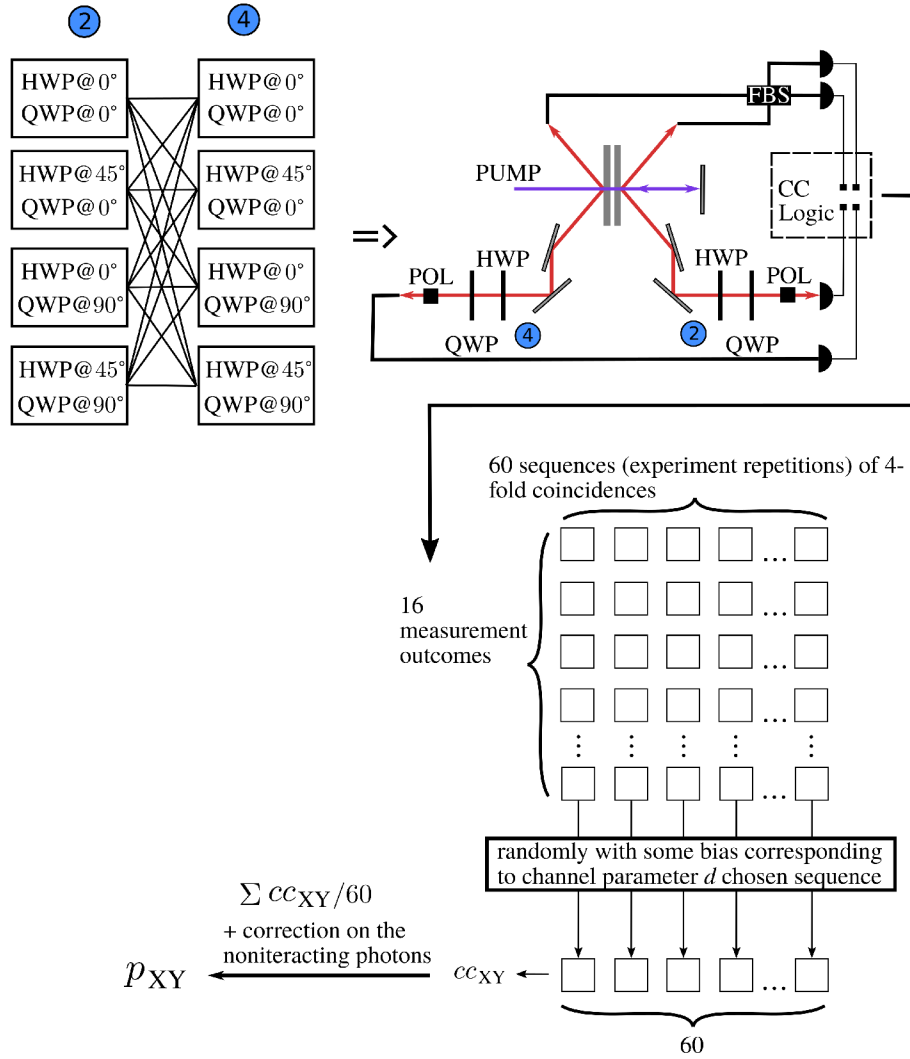 2
4
HWP@0°
QWP@0°
HWP@0°
QWP@0°
HWP@45°
QWP@0°
HWP@45°
QWP@0°
HWP@0°
QWP@90°
HWP@0°
QWP@90°
HWP@45°
QWP@90°
HWP@45°
QWP@90°
=>
FBS
PUMP
CC
Logic
POL
HWP
HWP
POL
4
2
QWP
QWP
60 sequences (experiment repetitions) of 4-
fold coincidences
...
16
measurement
outcomes
...
...
...
⋮ ⋮ ⋮ ⋮ ⋮
...
randomly with some bias corresponding
to channel parameter d chosen sequence
∑ cc_XY/60
+ correction on the
noniteracting photons
p_XY
cc_XY
...
60